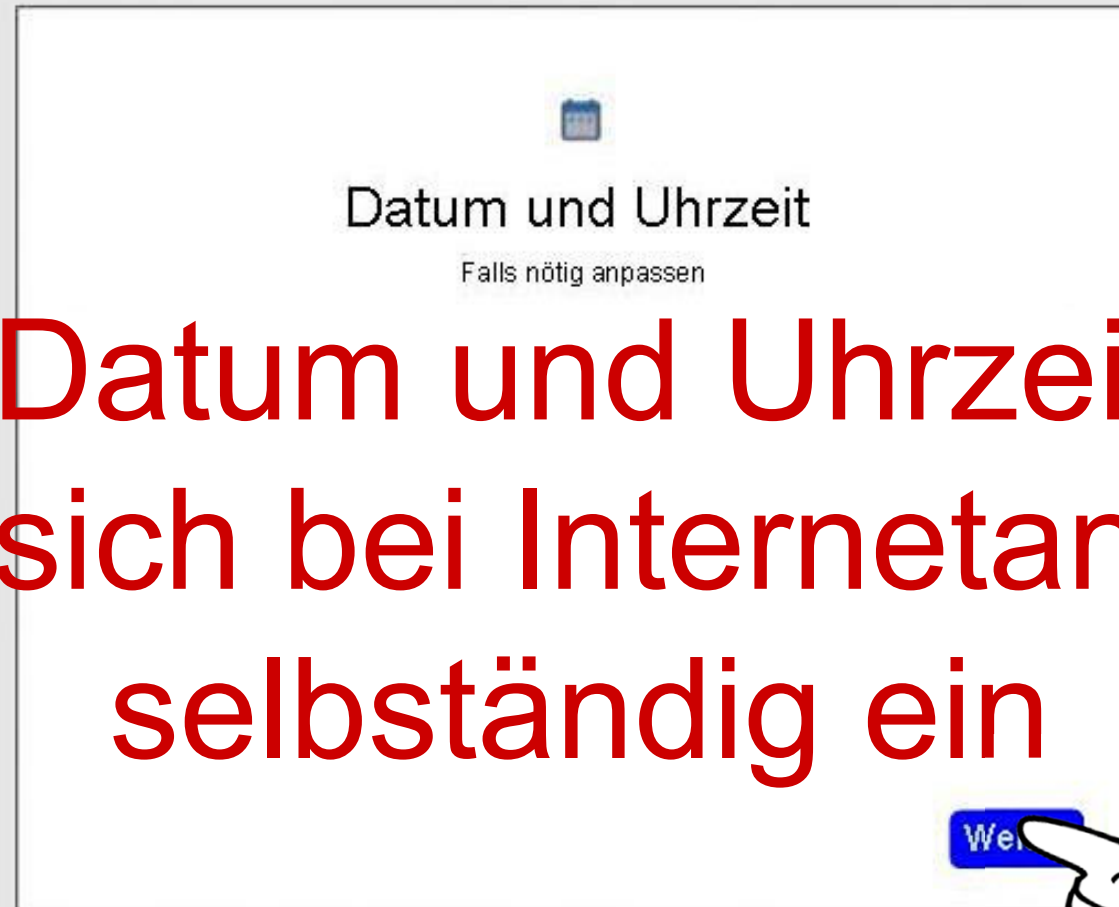 Datum und Uhrzeit
Falls nötig anpassen
Datum und Uhrzei
sich bei Internetan
selbständig ein